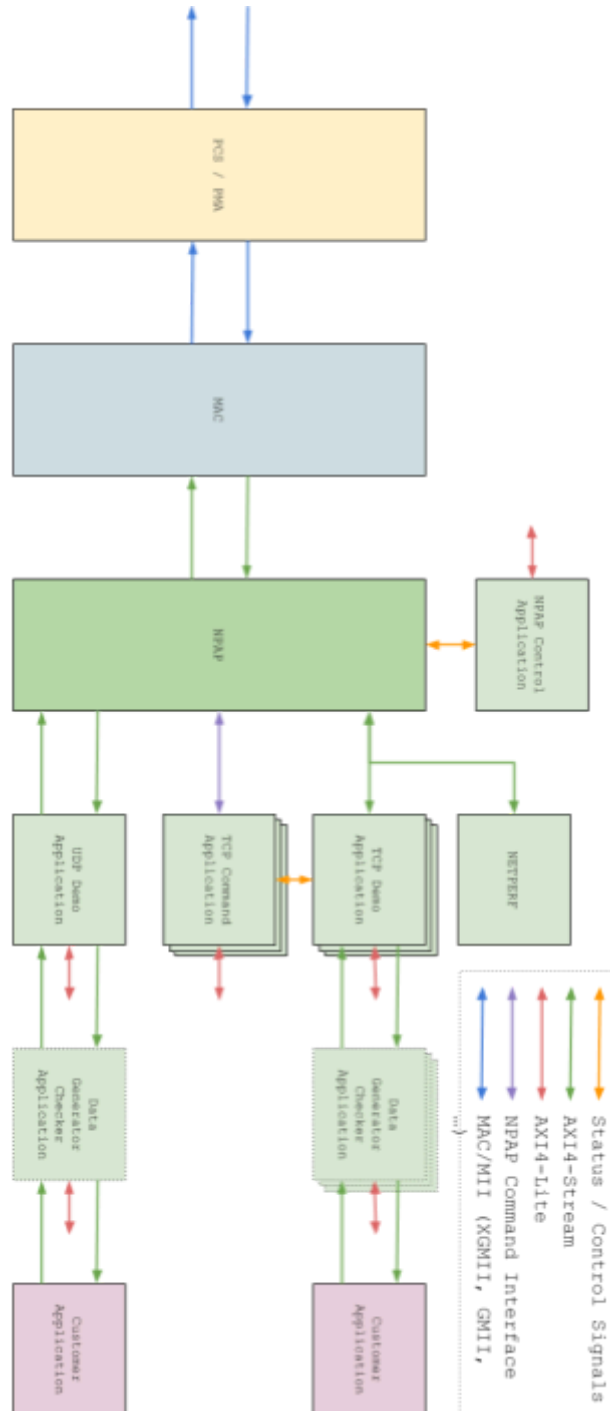 PCS / PMA
MAC
NPAP
NPAP Control
Application
UDP Demo
Application
TCP Command
Application
TCP Demo
Application
NETPERF
Data
Generator
Checker
Application
Data
Generator
Checker
Application
Customer
Application
Customer
Application
Status / Control Signals
AXI4-Stream
AXI4-Lite
NPAP Command Interface
MAC/MII (XGMII, GMII,
…)